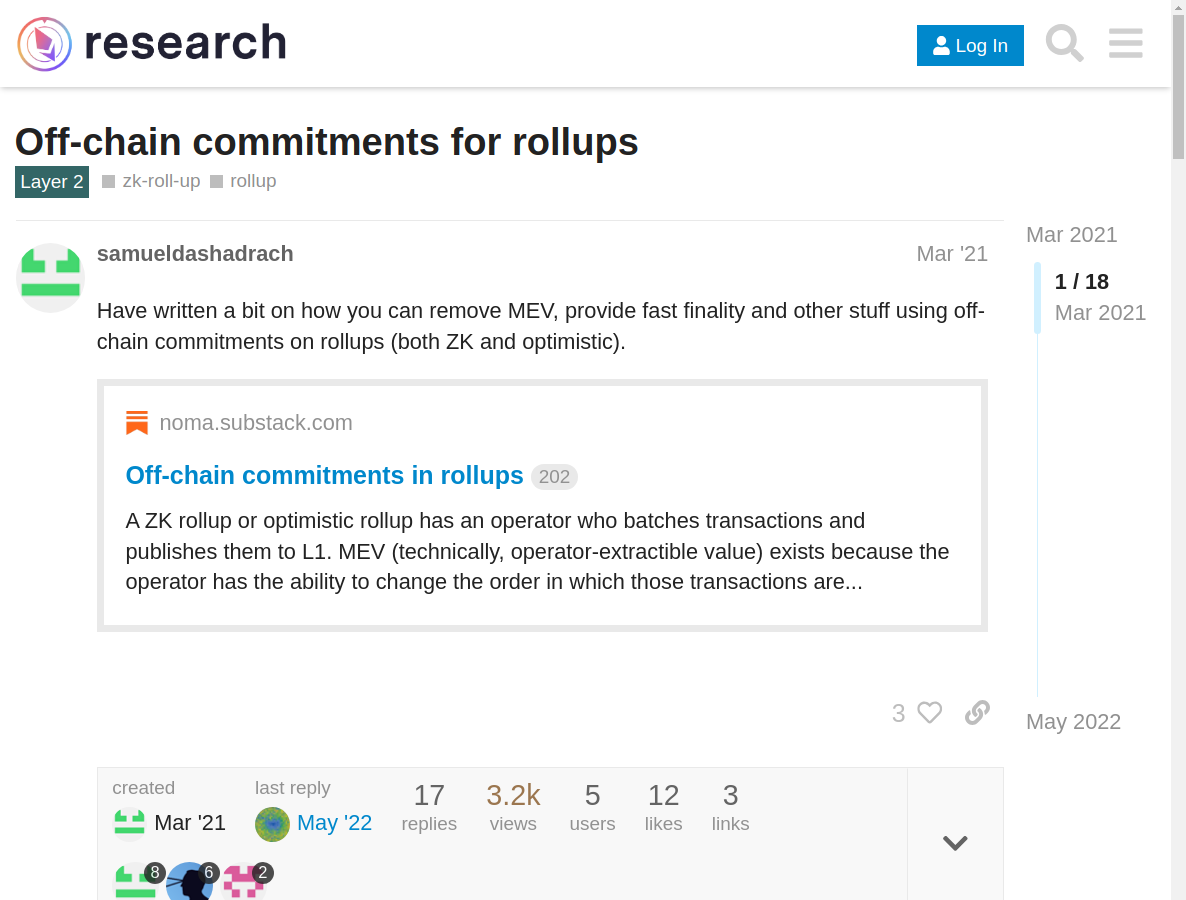 research
Log In
Off-chain commitments for rollups
Layer 2 zk-roll-up rollup
samueldashadrach Mar '21
Mar 2021
1 / 18
Mar 2021
Have written a bit on how you can remove MEV, provide fast finality and other stuff using off-
chain commitments on rollups (both ZK and optimistic).
noma.substack.com
Off-chain commitments in rollups 202
A ZK rollup or optimistic rollup has an operator who batches transactions and
publishes them to L1. MEV (technically, operator-extractible value) exists because the
operator has the ability to change the order in which those transactions are...
3
May 2022
created last reply 17 3.2k 5 12 3
Mar '21 May '22 replies views users likes links
8 6 2